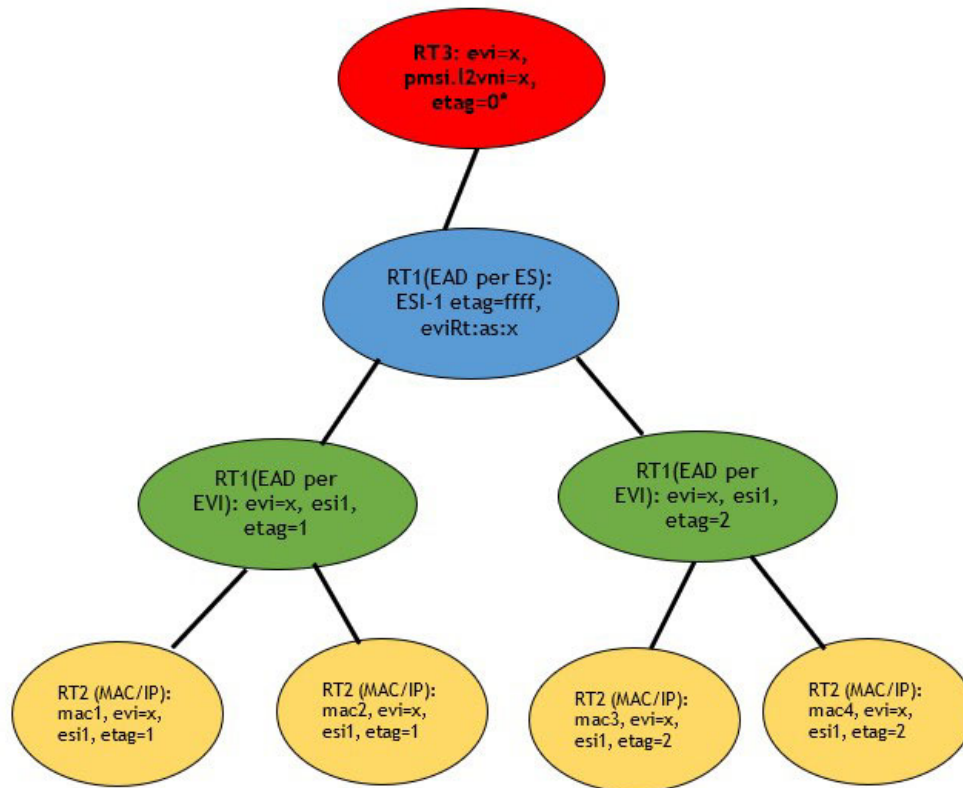 RT3: evi=x,
pmsi.l2vni=x,
etag=0*
RT1(EAD per ES):
ESI-1 etag=ffff,
eviRt:as:x
RT1(EAD per
EVI): evi=x, esi1,
etag=1
RT1(EAD per
EVI): evi=x, esi1,
etag=2
RT2 (MAC/IP):
mac1, evi=x,
esi1, etag=1
RT2 (MAC/IP):
mac2, evi=x,
esi1, etag=1
RT2 (MAC/IP):
mac3, evi=x,
esi1, etag=2
RT2 (MAC/IP):
mac4, evi=x,
esi1, etag=2